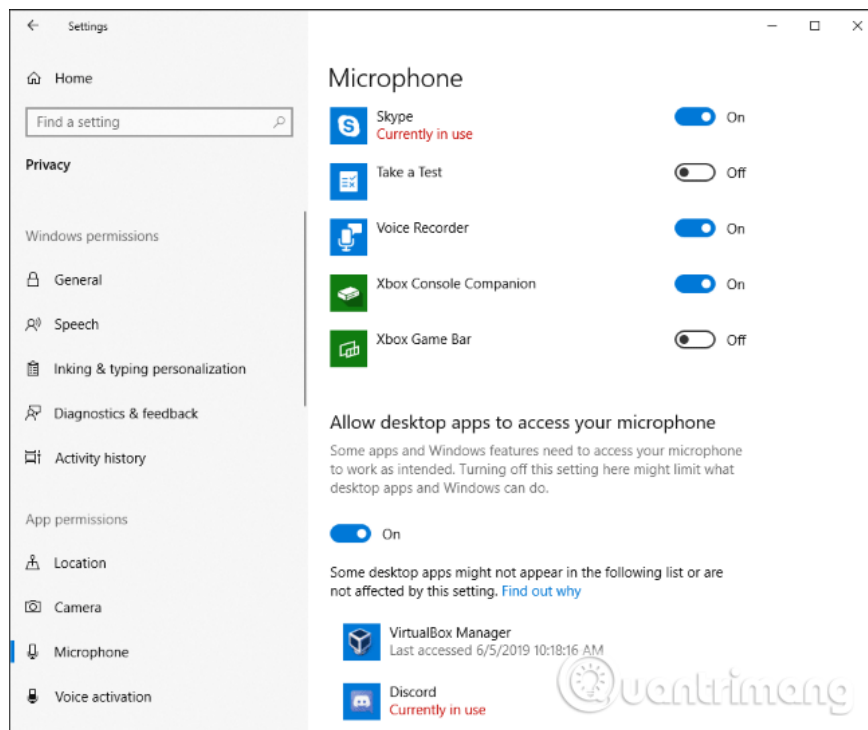 Settings
Home
Find a setting
Privacy
Windows permissions
General
Speech
Inking & typing personalization
Diagnostics & feedback
Activity history
App permissions
Location
Camera
Microphone
Voice activation
Microphone
Skype
Currently in use
On
Take a Test
Off
Voice Recorder
On
Xbox Console Companion
On
Xbox Game Bar
Off
Allow desktop apps to access your microphone
Some apps and Windows features need to access your microphone
to work as intended. Turning off this setting here might limit what
desktop apps and Windows can do.
On
Some desktop apps might not appear in the following list or are
not affected by this setting. Find out why
VirtualBox Manager
Last accessed 6/5/2019 10:18:16 AM
Discord
Currently in use
Quantrimang